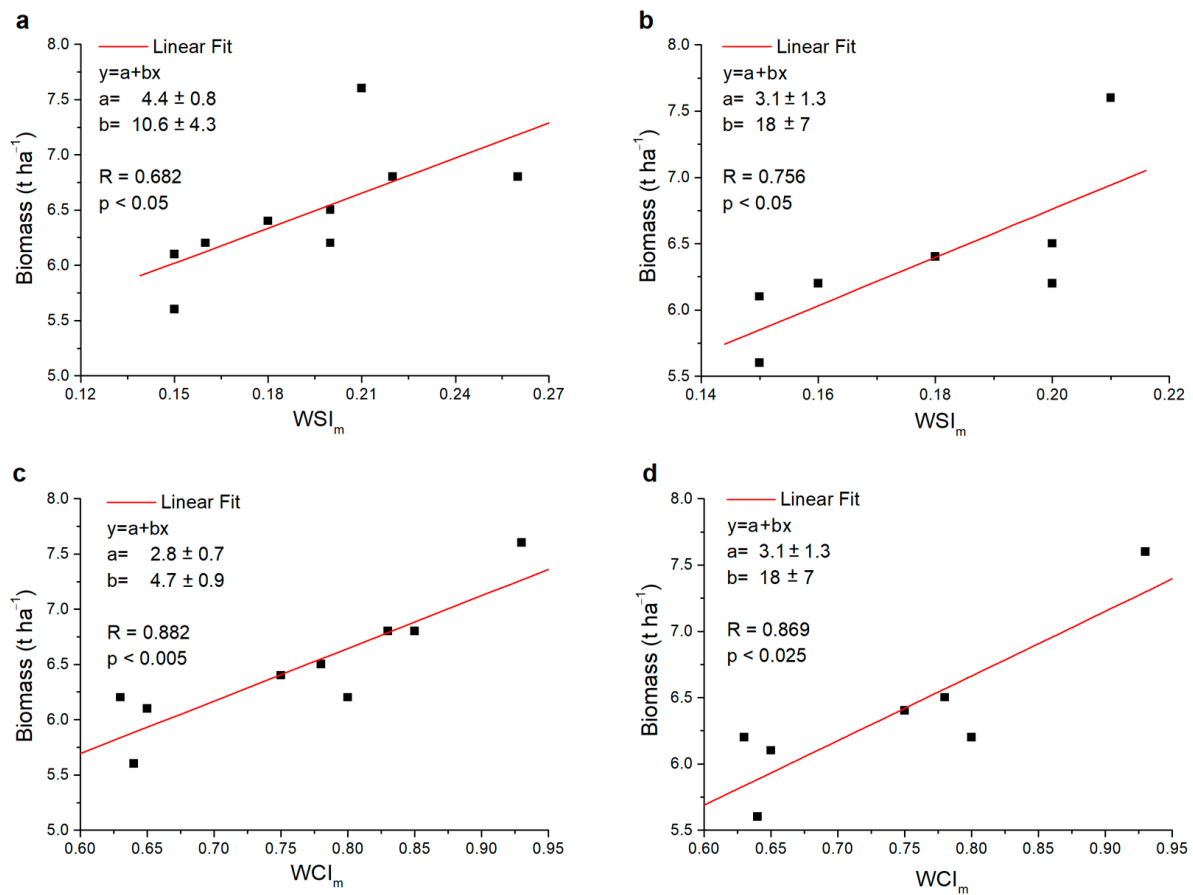 a
Linear Fit
y=a+bx
a= 4.4 ± 0.8
b= 10.6 ± 4.3
R = 0.682
p < 0.05
8.0
7.5
7.0
6.5
6.0
5.5
5.0
Biomass (t ha⁻¹)
0.12 0.15 0.18 0.21 0.24 0.27
WSIₘ
b
Linear Fit
y=a+bx
a= 3.1 ± 1.3
b= 18 ± 7
R = 0.756
p < 0.05
8.0
7.5
7.0
6.5
6.0
5.5
Biomass (t ha⁻¹)
0.14 0.16 0.18 0.20 0.22
WSIₘ
c
Linear Fit
y=a+bx
a= 2.8 ± 0.7
b= 4.7 ± 0.9
R = 0.882
p < 0.005
8.0
7.5
7.0
6.5
6.0
5.5
5.0
Biomass (t ha⁻¹)
0.60 0.65 0.70 0.75 0.80 0.85 0.90 0.95
WCIₘ
d
Linear Fit
y=a+bx
a= 3.1 ± 1.3
b= 18 ± 7
R = 0.869
p < 0.025
8.0
7.5
7.0
6.5
6.0
5.5
Biomass (t ha⁻¹)
0.60 0.65 0.70 0.75 0.80 0.85 0.90 0.95
WCIₘ